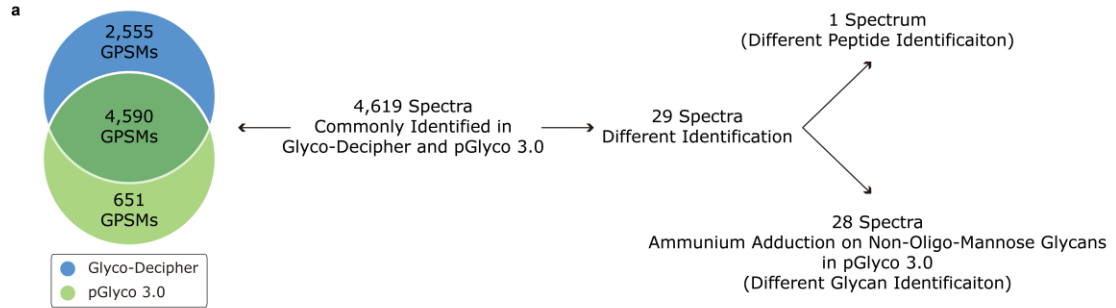 a
2,555
GPSMs
4,590
GPSMs
651
GPSMs
Glyco-Decipher
pGlyco 3.0
4,619 Spectra
Commonly Identified in
Glyco-Decipher and pGlyco 3.0
29 Spectra
Different Identification
1 Spectrum
(Different Peptide Identificaiton)
28 Spectra
Ammunium Adduction on Non-Oligo-Mannose Glycans
in pGlyco 3.0
(Different Glycan Identificaiton)